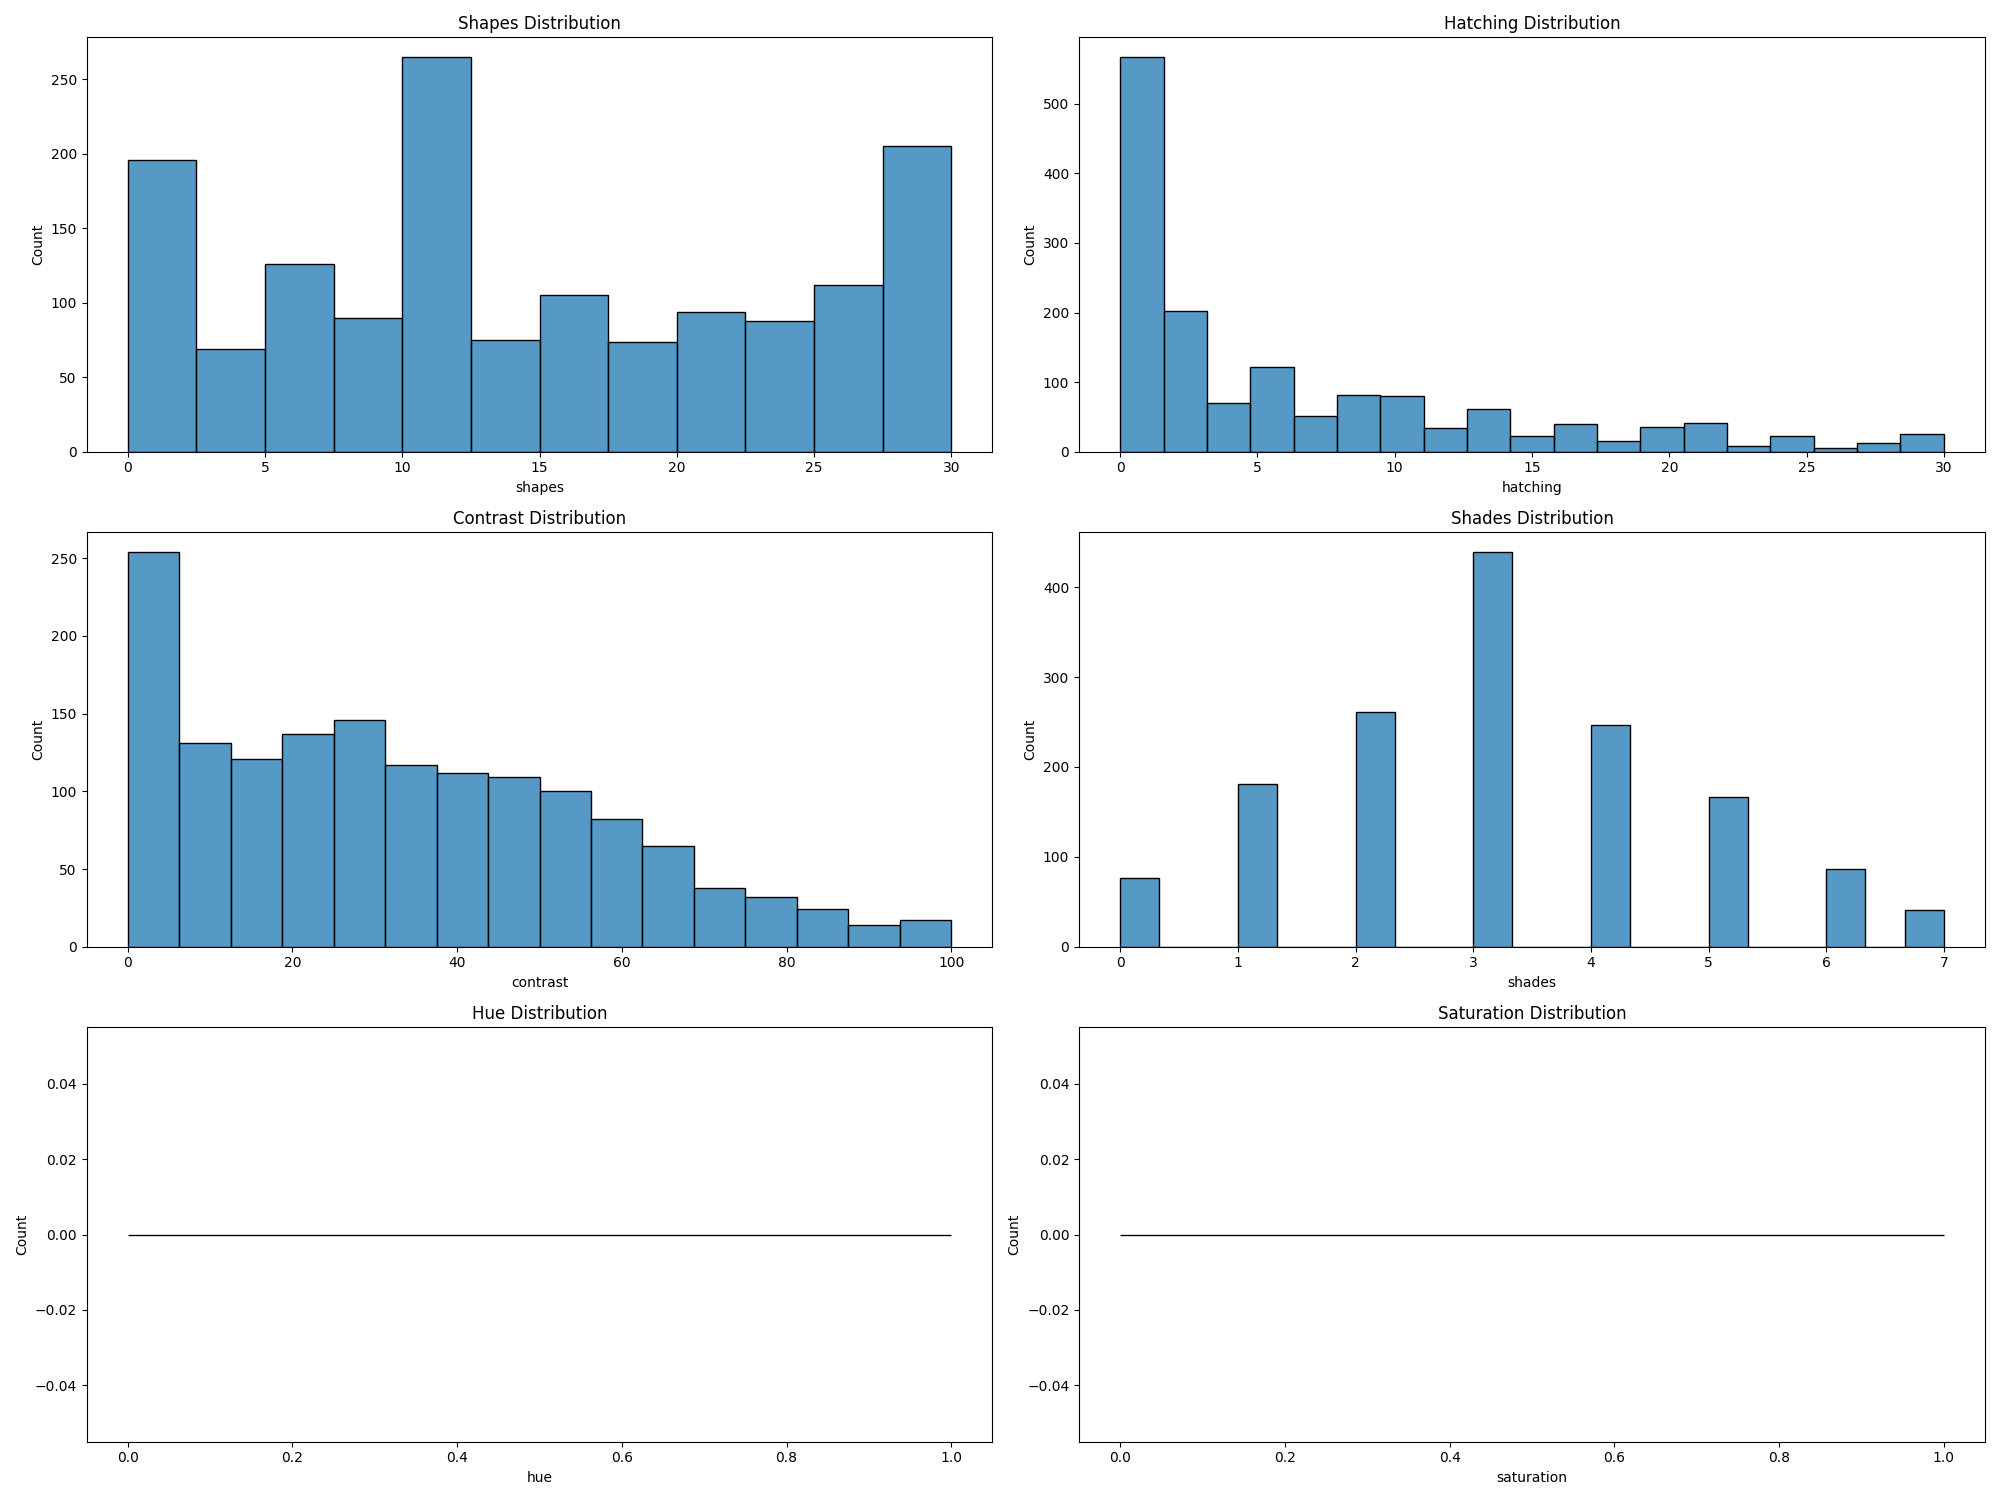 Shapes Distribution
250
200
150
100
50
0
Count
0 5 10 15 20 25 30
shapes
Hatching Distribution
500
400
300
200
100
0
Count
0 5 10 15 20 25 30
hatching
Contrast Distribution
250
200
150
100
50
0
Count
0 20 40 60 80 100
contrast
Shades Distribution
400
300
200
100
0
Count
0 1 2 3 4 5 6 7
shades
Hue Distribution
0.04
0.02
0.00
−0.02
−0.04
Count
0.0 0.2 0.4 0.6 0.8 1.0
hue
Saturation Distribution
0.04
0.02
0.00
−0.02
−0.04
Count
0.0 0.2 0.4 0.6 0.8 1.0
saturation